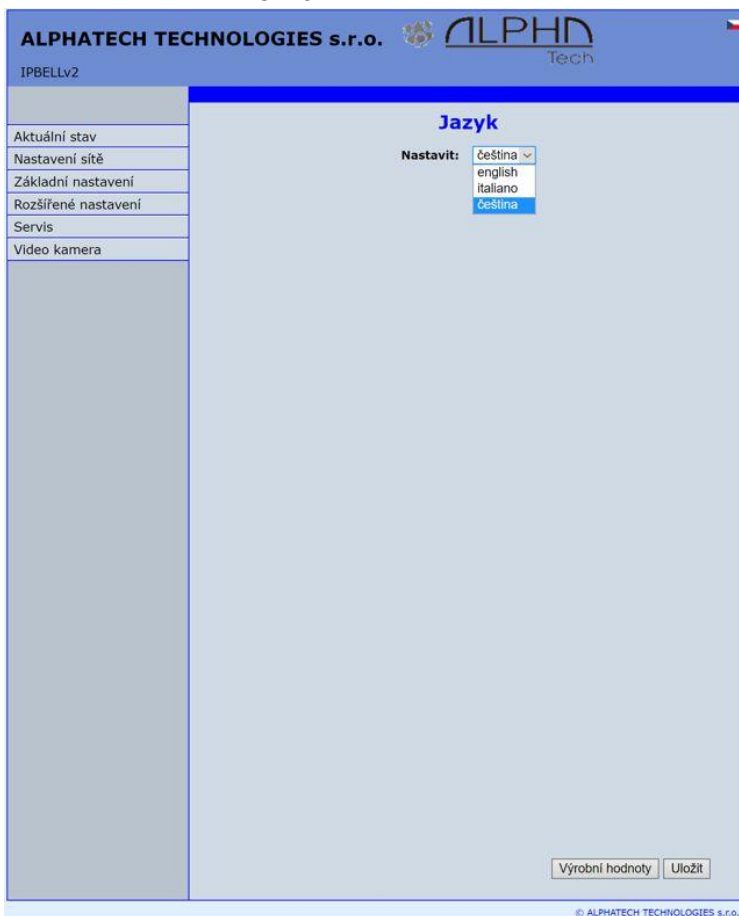 ALPHATECH TECHNOLOGIES s.r.o.
ALPHA
Tech
IPBELLv2
Aktuální stav
Nastavení sítě
Základní nastavení
Rozšířené nastavení
Servis
Video kamera
Jazyk
Nastavit: čeština
english
italiano
čeština
Výrobní hodnoty Uložit
© ALPHATECH TECHNOLOGIES s.r.o.